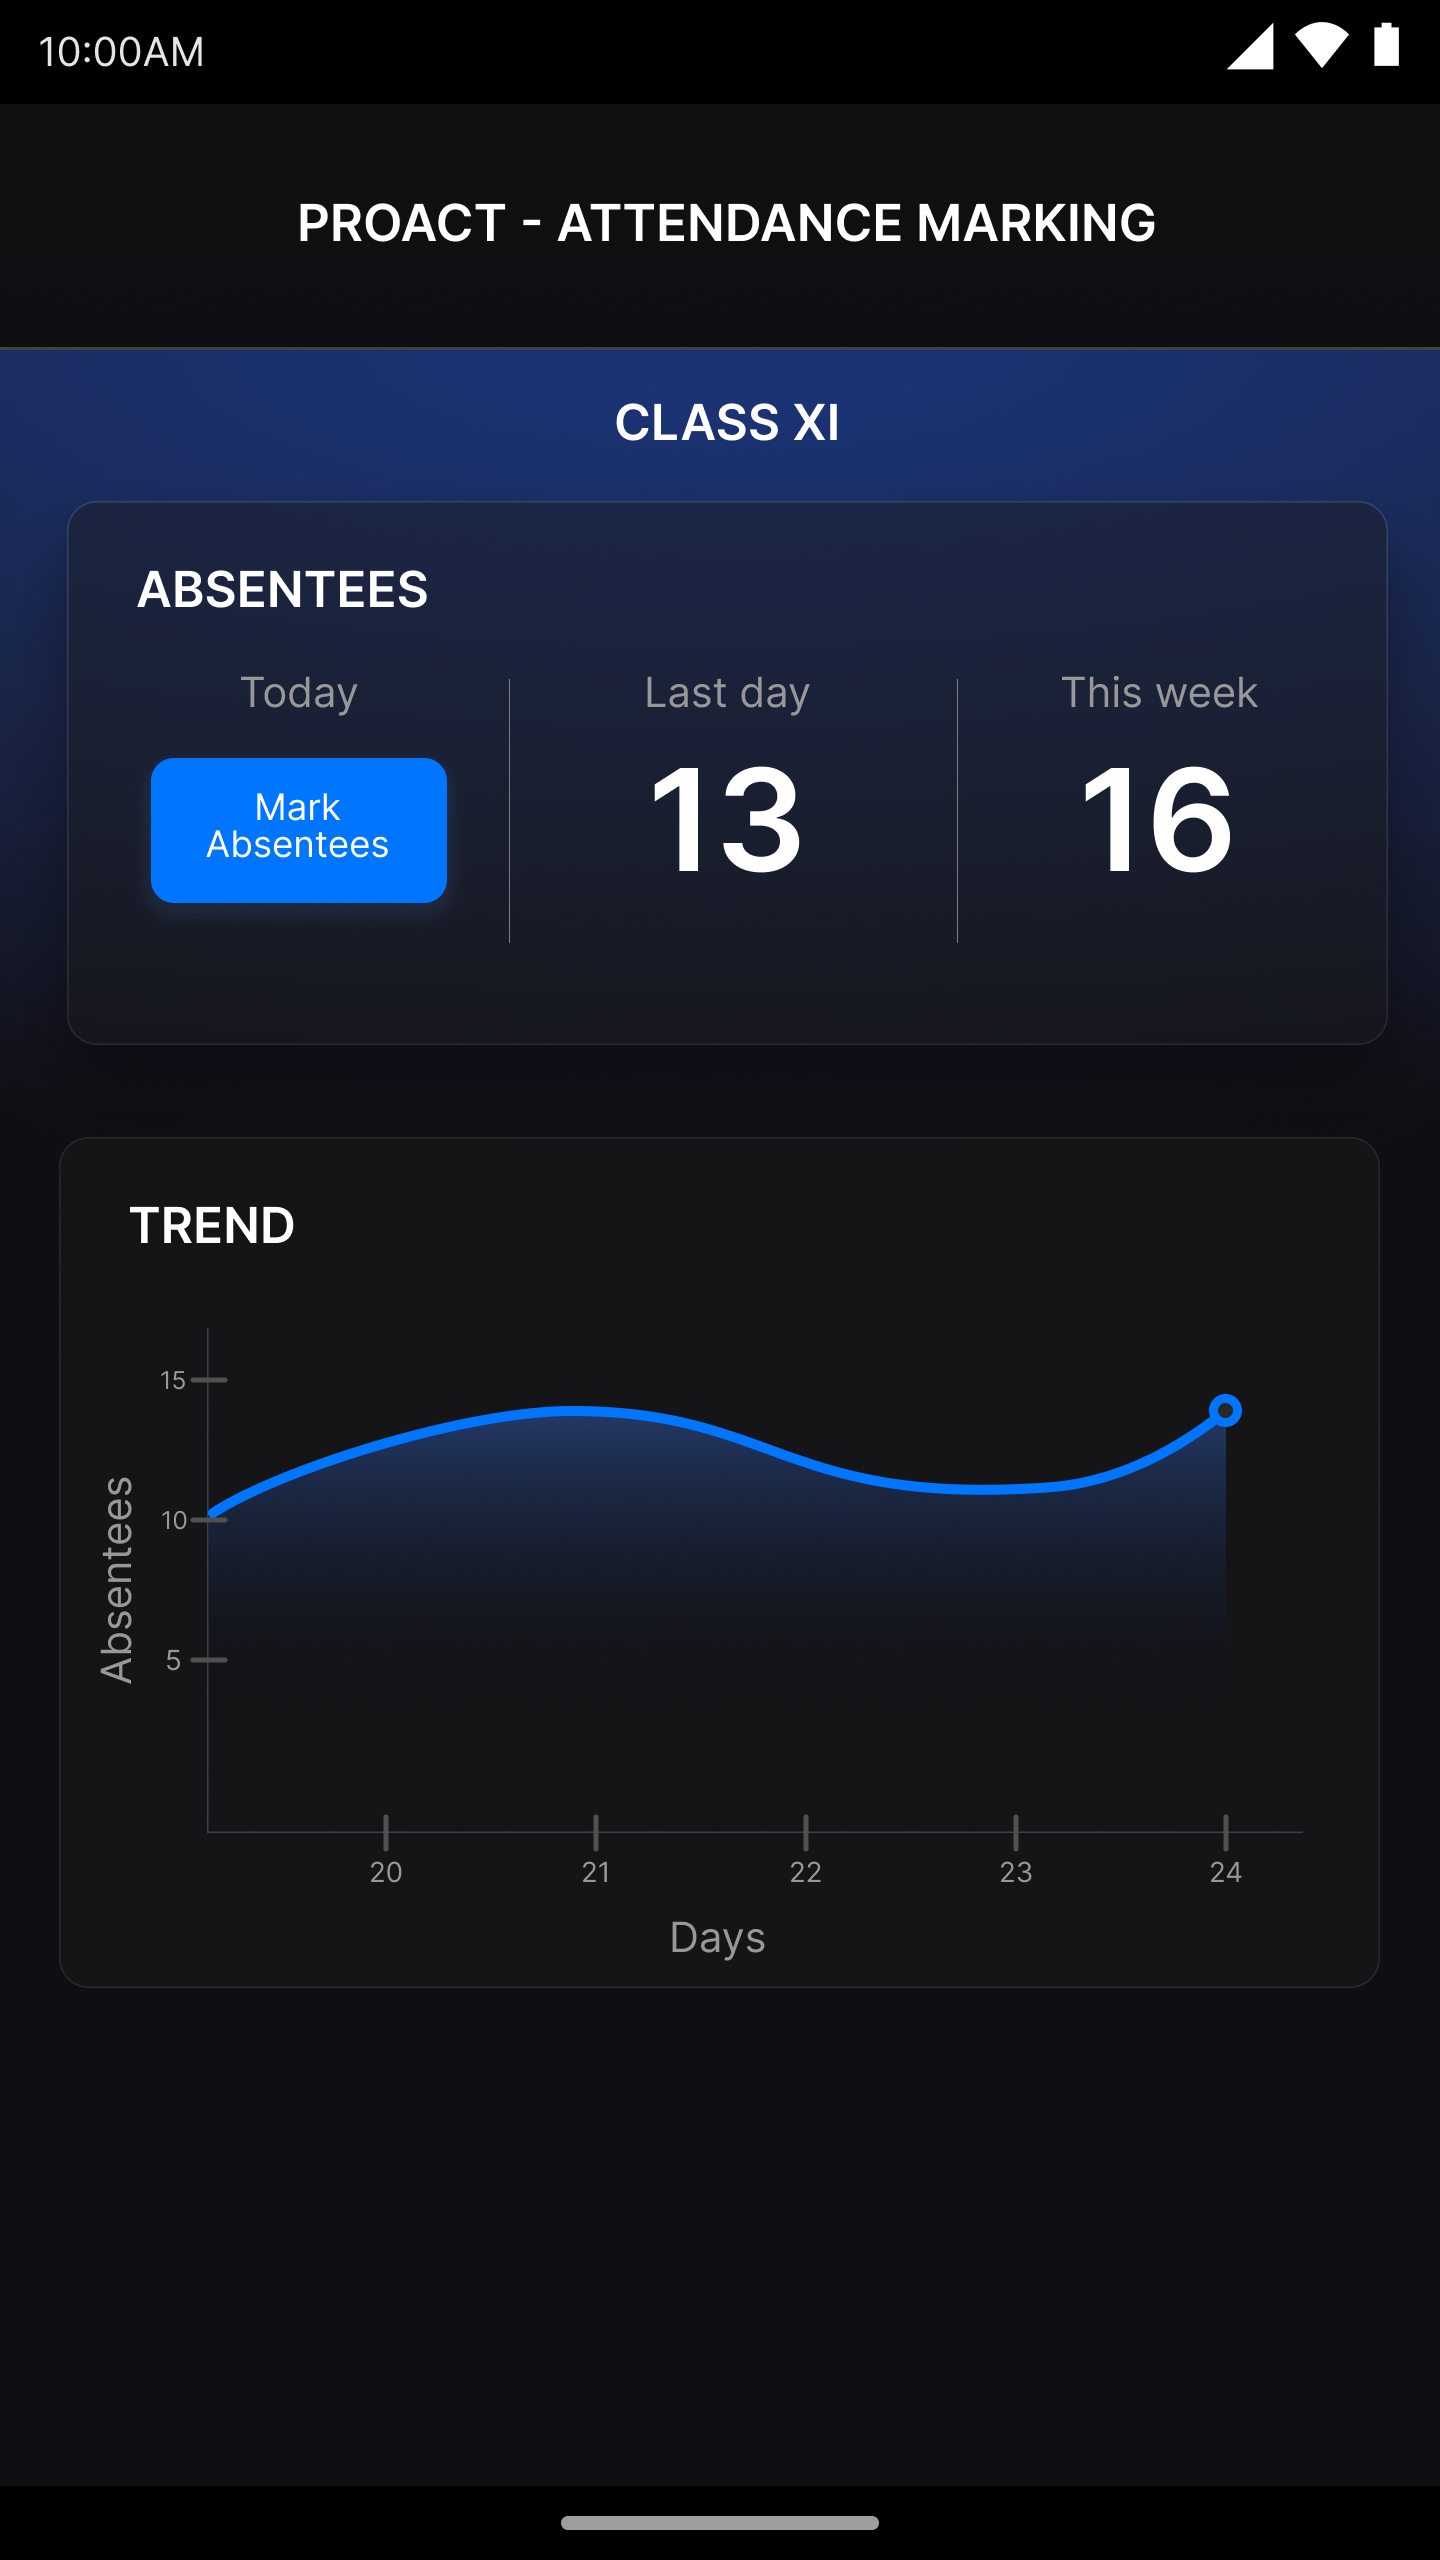 10:00AM
PROACT - ATTENDANCE MARKING
CLASS XI
ABSENTEES
Today
Mark
Absentees
Last day
13
This week
16
TREND
Absentees
15
10
5
20
21
22
23
24
Days